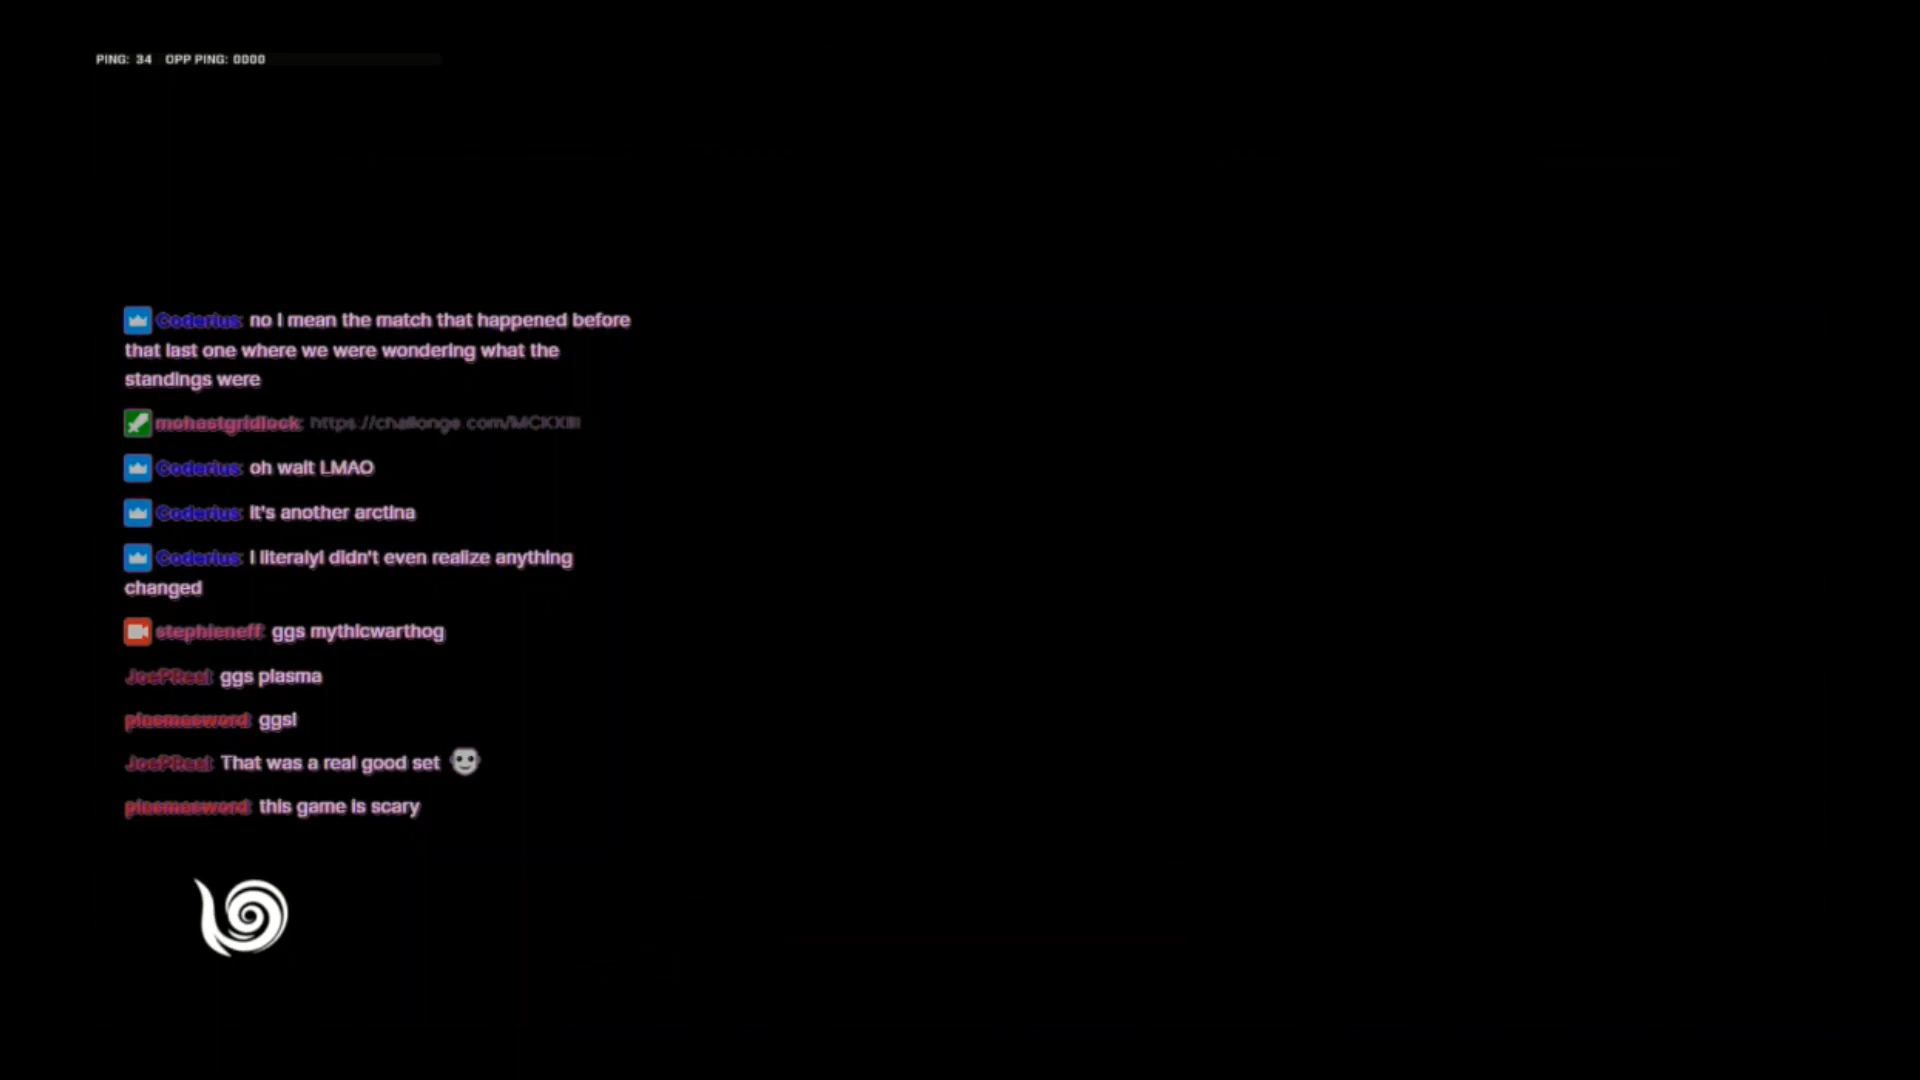 PING: 34 OPP PING: 0000
Coderius: no I mean the match that happened before
that last one where we were wondering what the
standings were
mohastgridlock: https://challonge.com/MCKXIII
Coderius: oh wait LMAO
Coderius: it's another arctina
Coderius: I literalyl didn't even realize anything
changed
stephieneff: ggs mythicwarthog
JoePReal: ggs plasma
plasmasword: ggs!
JoePReal: That was a real good set
plasmasword: this game is scary